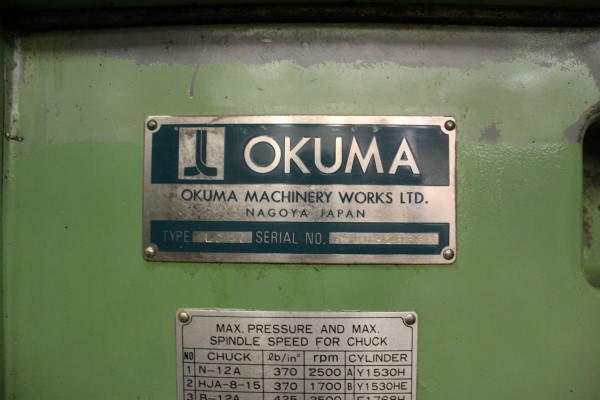 OKUMA
OKUMA MACHINERY WORKS LTD.
NAGOYA JAPAN
TYPE SERIAL NO.
MAX. PRESSURE AND MAX.
SPINDLE SPEED FOR CHUCK
NO CHUCK lb/in² rpm CYLINDER
1 N-12A 370 2500 A Y1530H
2 HJA-8-15 370 1700 B Y1530HE
3